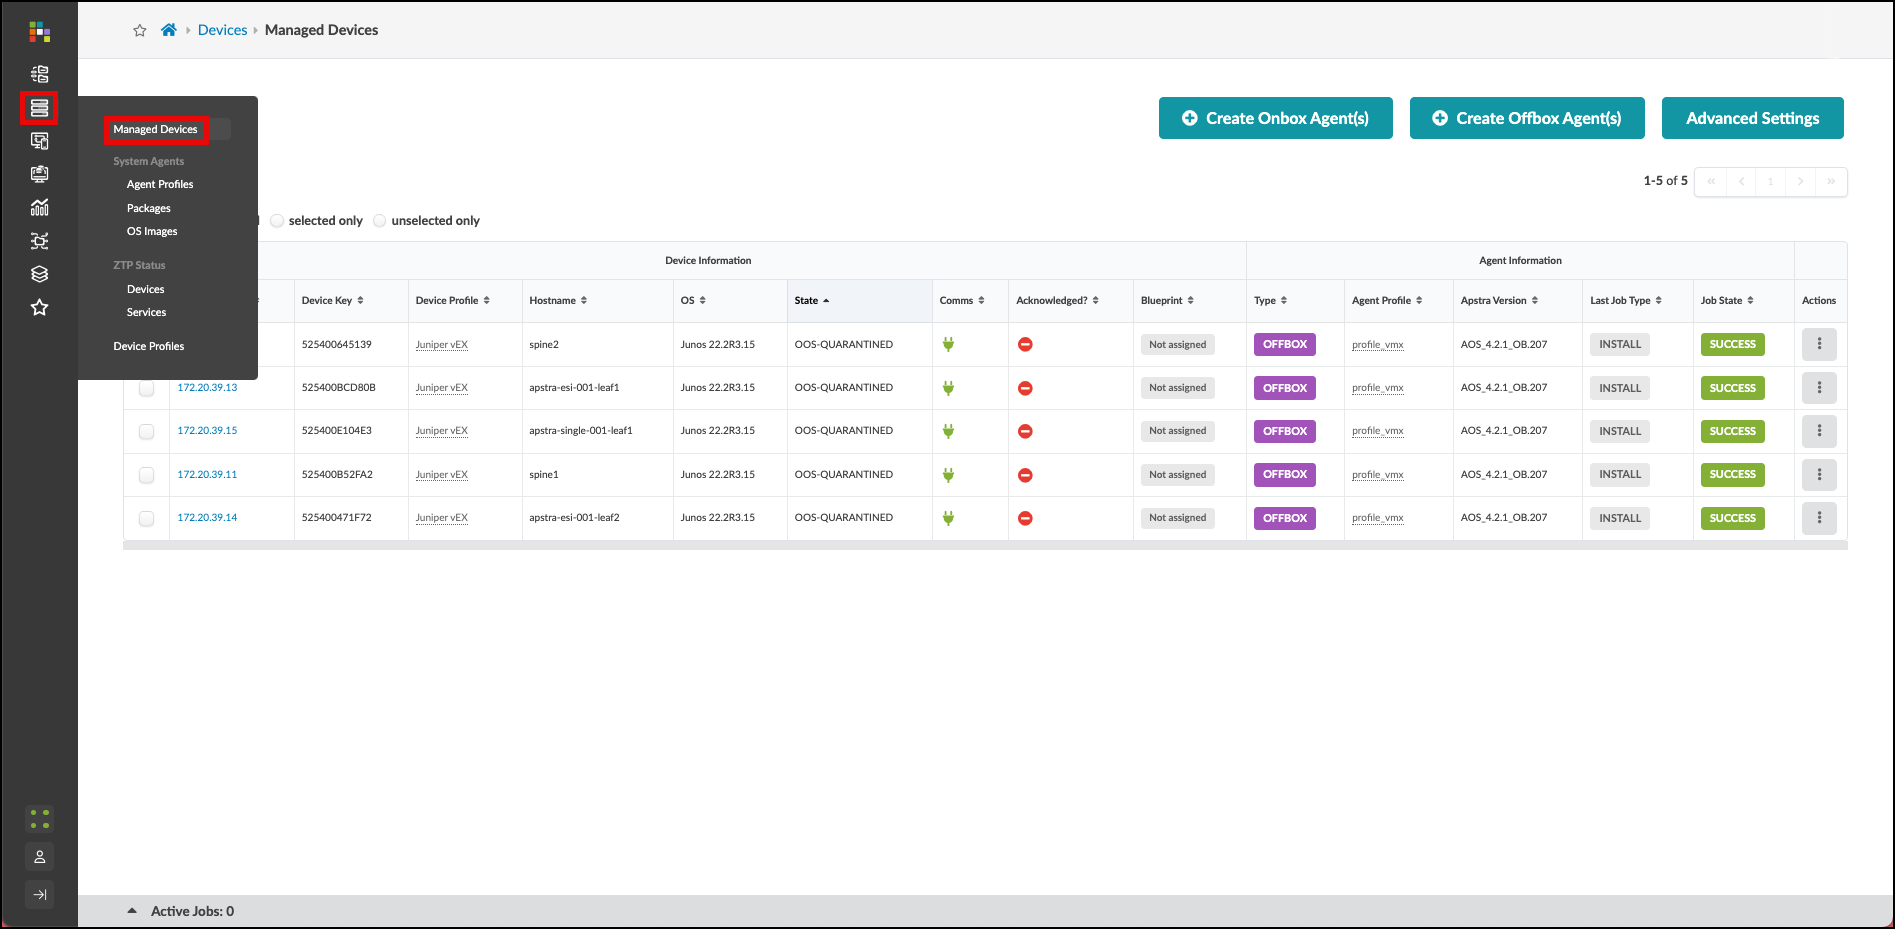 Devices Managed Devices
Managed Devices
System Agents
Agent Profiles
Packages
OS Images
ZTP Status
Devices
Services
Device Profiles
Create Onbox Agent(s) Create Offbox Agent(s) Advanced Settings
1-5 of 5 « < 1 > »
selected only unselected only
Device Information Agent Information
Device Key Device Profile Hostname OS State Comms Acknowledged? Blueprint Type Agent Profile Apstra Version Last Job Type Job State Actions
525400645139 Juniper vEX spine2 Junos 22.2R3.15 OOS-QUARANTINED Not assigned OFFBOX profile_vmx AOS_4.2.1_OB.207 INSTALL SUCCESS
172.20.39.13 525400BCD80B Juniper vEX apstra-esi-001-leaf1 Junos 22.2R3.15 OOS-QUARANTINED Not assigned OFFBOX profile_vmx AOS_4.2.1_OB.207 INSTALL SUCCESS
172.20.39.15 525400E104E3 Juniper vEX apstra-single-001-leaf1 Junos 22.2R3.15 OOS-QUARANTINED Not assigned OFFBOX profile_vmx AOS_4.2.1_OB.207 INSTALL SUCCESS
172.20.39.11 525400B52FA2 Juniper vEX spine1 Junos 22.2R3.15 OOS-QUARANTINED Not assigned OFFBOX profile_vmx AOS_4.2.1_OB.207 INSTALL SUCCESS
172.20.39.14 525400471F72 Juniper vEX apstra-esi-001-leaf2 Junos 22.2R3.15 OOS-QUARANTINED Not assigned OFFBOX profile_vmx AOS_4.2.1_OB.207 INSTALL SUCCESS
Active Jobs: 0